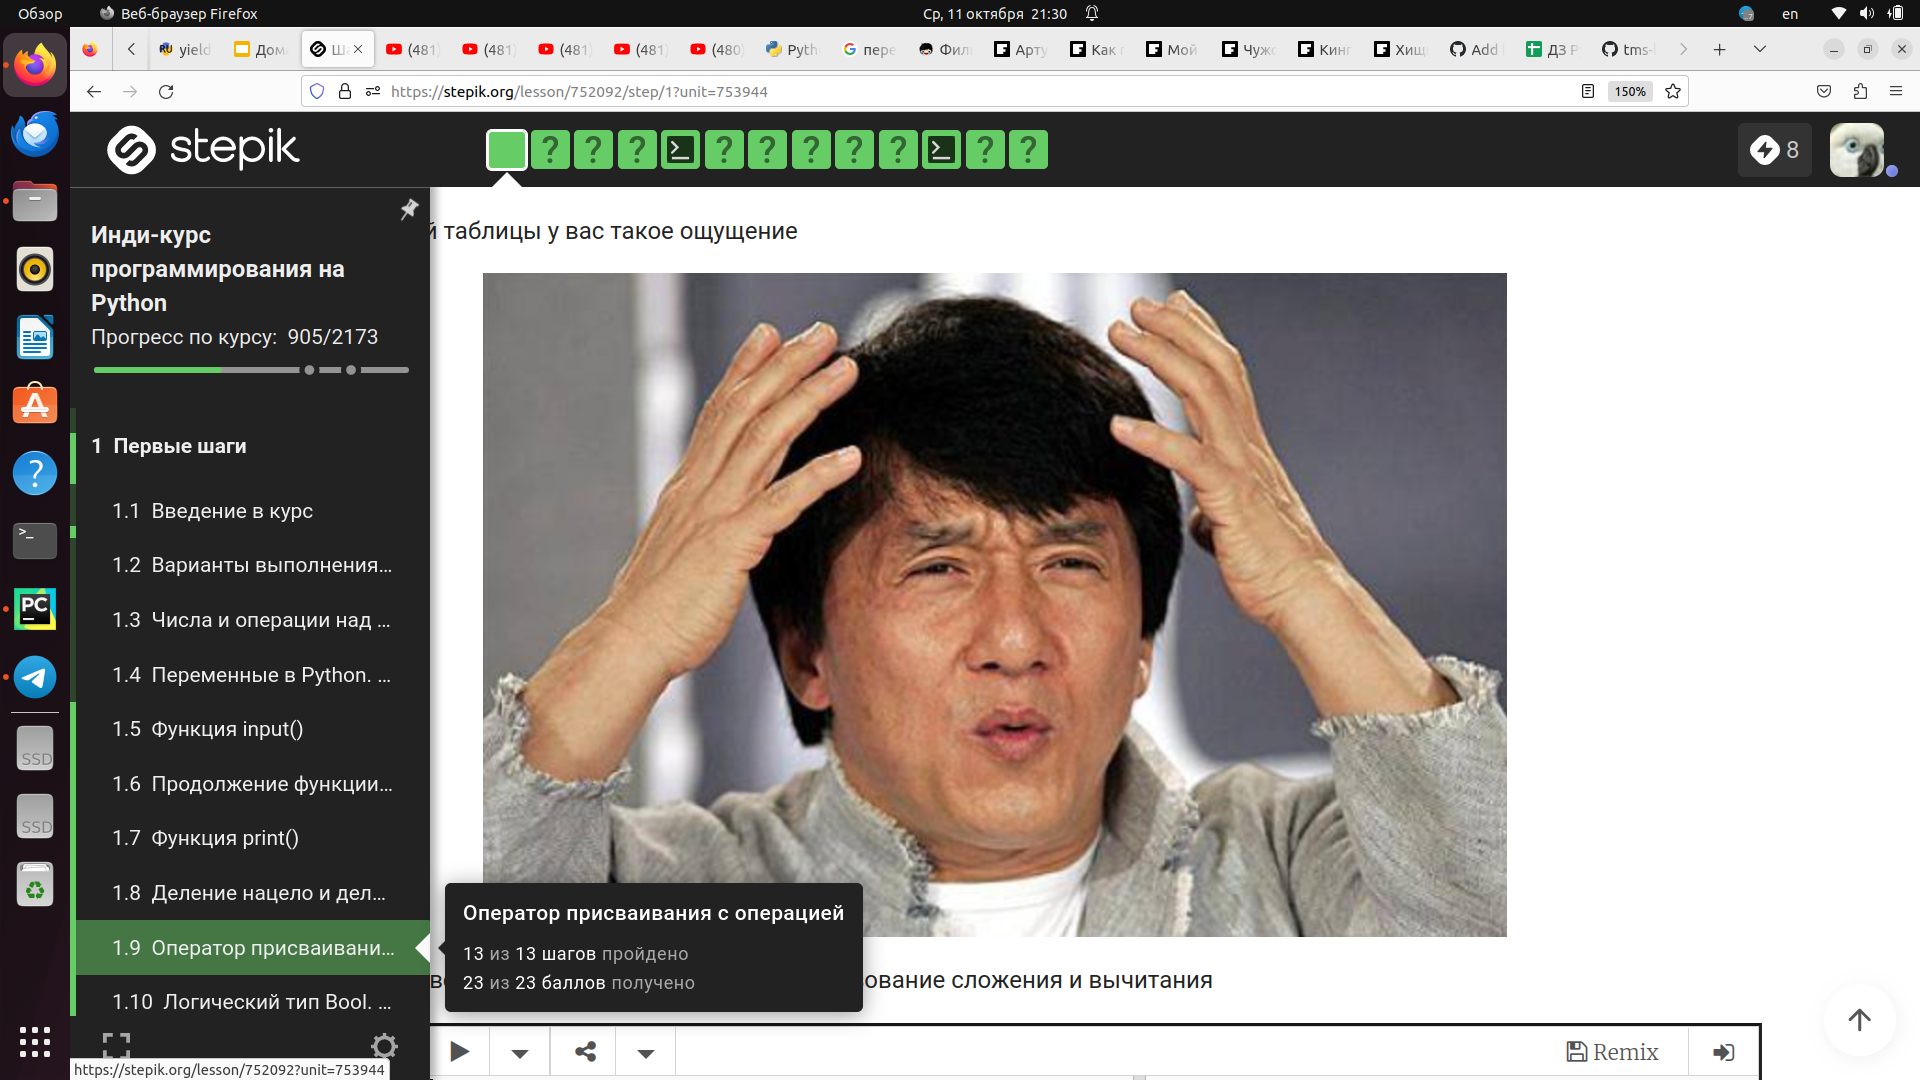 Обзор
Веб-браузер Firefox
Ср, 11 октября 21:30
en
yield
Дом
Ш
(481)
(481)
(481)
(481)
(480)
Pyth
пере
Фил
Арту
Как
Мой
Чуж
Кинг
Хищ
Add
ДЗ P
tms-
https://stepik.org/lesson/752092/step/1?unit=753944
150%
stepik
? ? ? ? ? ? ? ? ? ?
8
Инди-курс
программирования на
Python
Прогресс по курсу: 905/2173
й таблицы у вас такое ощущение
1 Первые шаги
1.1 Введение в курс
1.2 Варианты выполнения...
1.3 Числа и операции над ...
1.4 Переменные в Python. ...
1.5 Функция input()
1.6 Продолжение функции...
1.7 Функция print()
1.8 Деление нацело и дел...
1.9 Оператор присваивани...
1.10 Логический тип Bool. ...
Оператор присваивания с операцией
13 из 13 шагов пройдено
23 из 23 баллов получено
ование сложения и вычитания
Remix
PC
SSD
SSD
https://stepik.org/lesson/752092?unit=753944